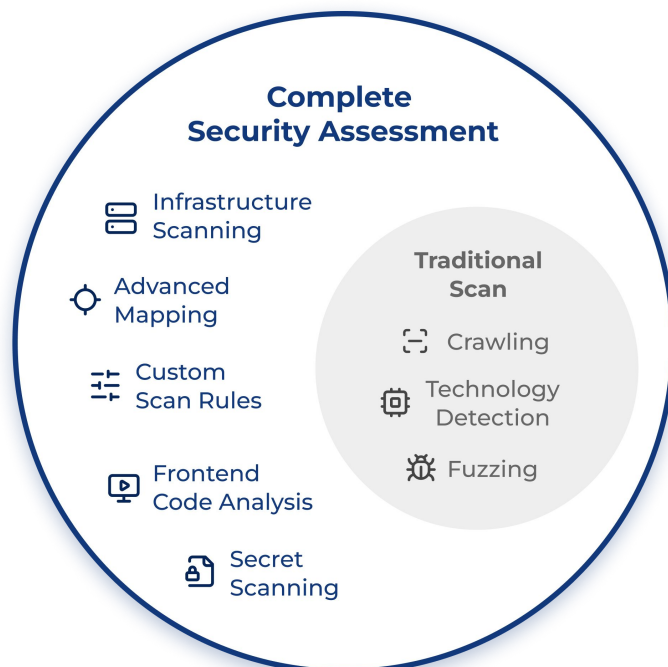 Complete
Security Assessment
Infrastructure
Scanning
Advanced
Mapping
Custom
Scan Rules
Frontend
Code Analysis
Secret
Scanning
Traditional
Scan
Crawling
Technology
Detection
Fuzzing